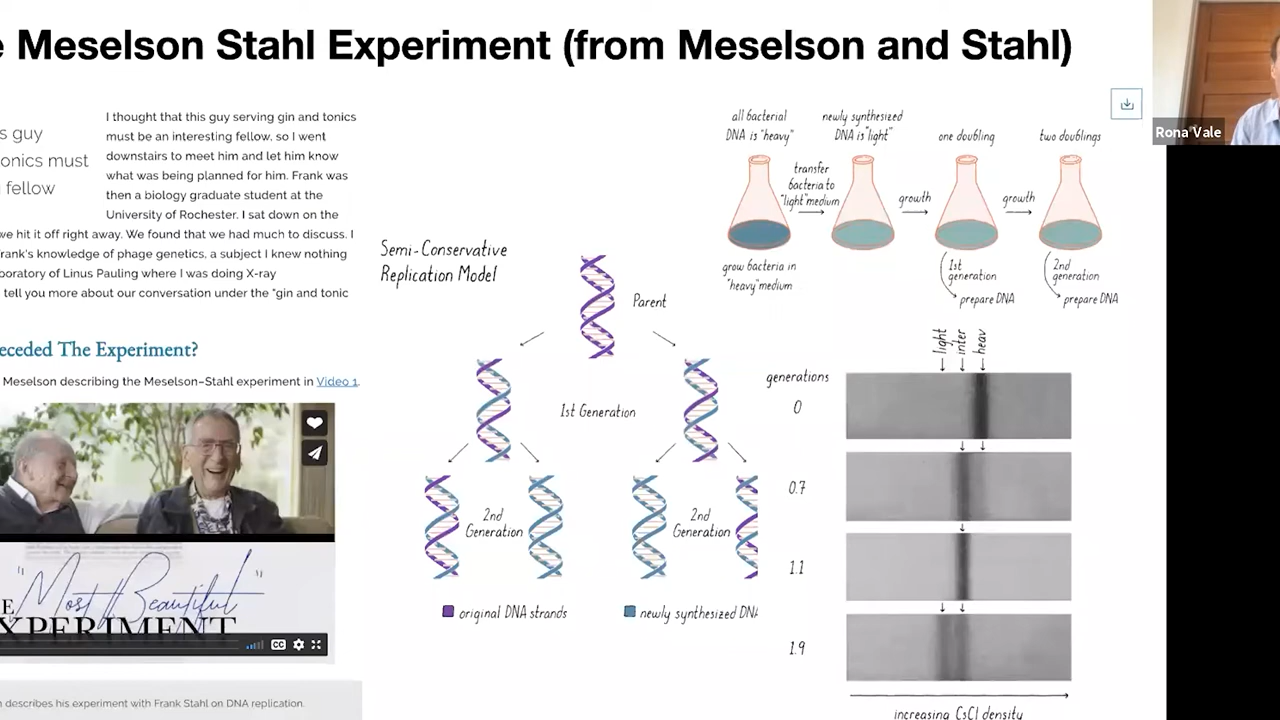 e Meselson Stahl Experiment (from Meselson and Stahl)
Rona Vale
s guy
onics must
fellow
I thought that this guy serving gin and tonics
must be an interesting fellow, so I went
downstairs to meet him and let him know
what was being planned for him. Frank was
then a biology graduate student at the
University of Rochester. I sat down on the
we hit it off right away. We found that we had much to discuss. I
Frank's knowledge of phage genetics, a subject I knew nothing
boratory of Linus Pauling where I was doing X-ray
tell you more about our conversation under the "gin and tonic
eceded The Experiment?
Meselson describing the Meselson–Stahl experiment in Video 1.
"Most Beautiful"
E
EXPERIMENT
CC
describes his experiment with Frank Stahl on DNA replication.
Semi-Conservative
Replication Model
Parent
1st Generation
2nd
Generation
2nd
Generation
original DNA strands
newly synthesized DNA
all bacterial
DNA is "heavy"
newly synthesized
DNA is "light"
one doubling
two doublings
transfer
bacteria to
"light" medium
growth
growth
grow bacteria in
"heavy" medium
1st
generation
prepare DNA
2nd
generation
prepare DNA
light
inter
heav
generations
0
0.7
1.1
1.9
increasing CsCl density